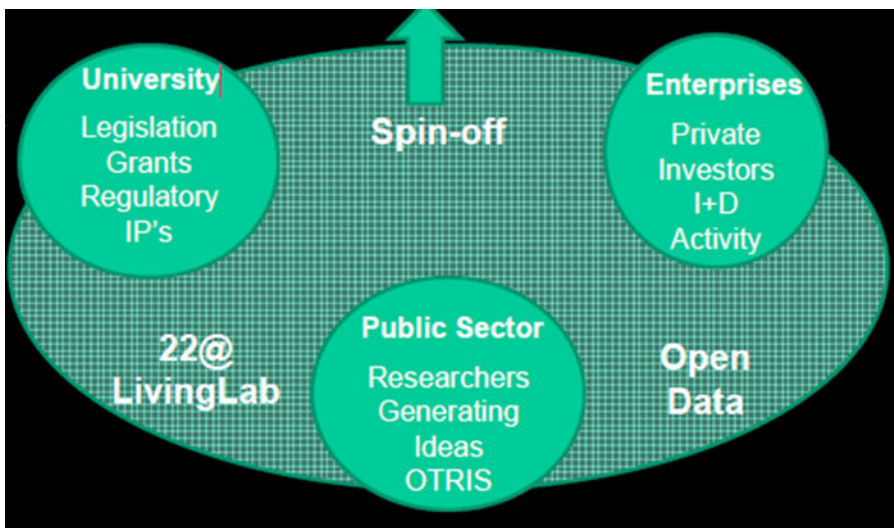 University
Legislation
Grants
Regulatory
IP's
Spin-off
Enterprises
Private
Investors
I+D
Activity
22@
LivingLab
Public Sector
Researchers
Generating
Ideas
OTRIS
Open
Data